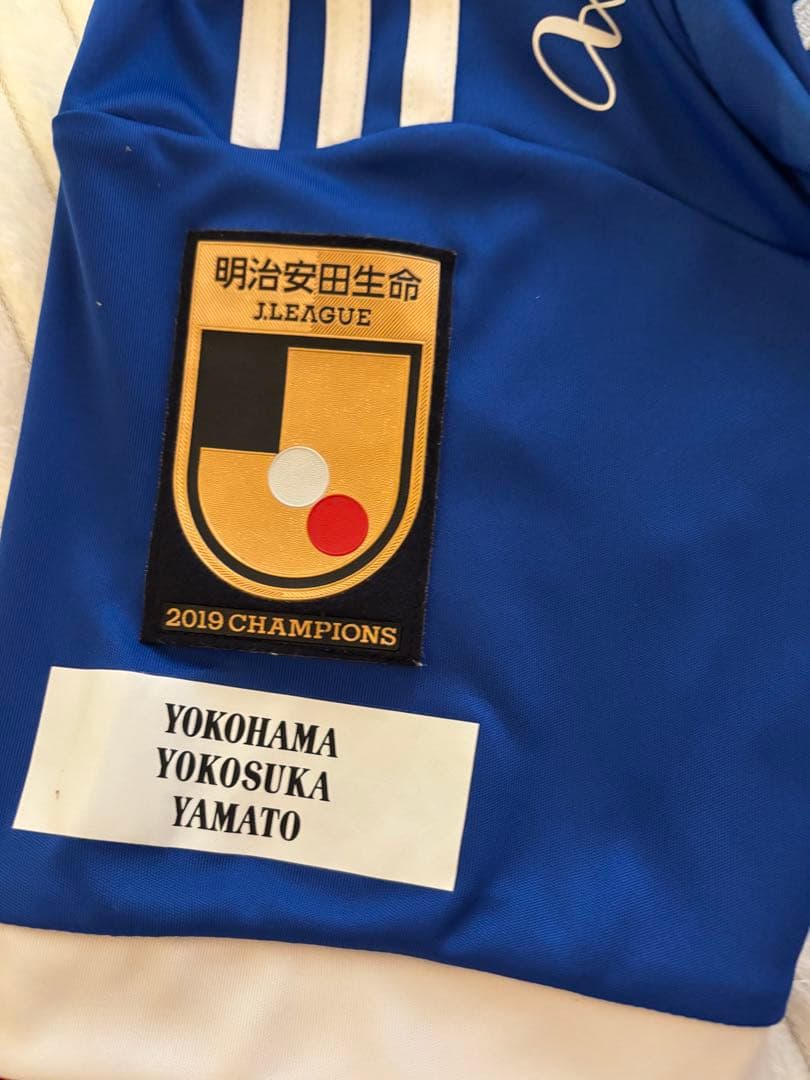 明治安田生命
J.LEAGUE
2019 CHAMPIONS
YOKOHAMA
YOKOSUKA
YAMATO